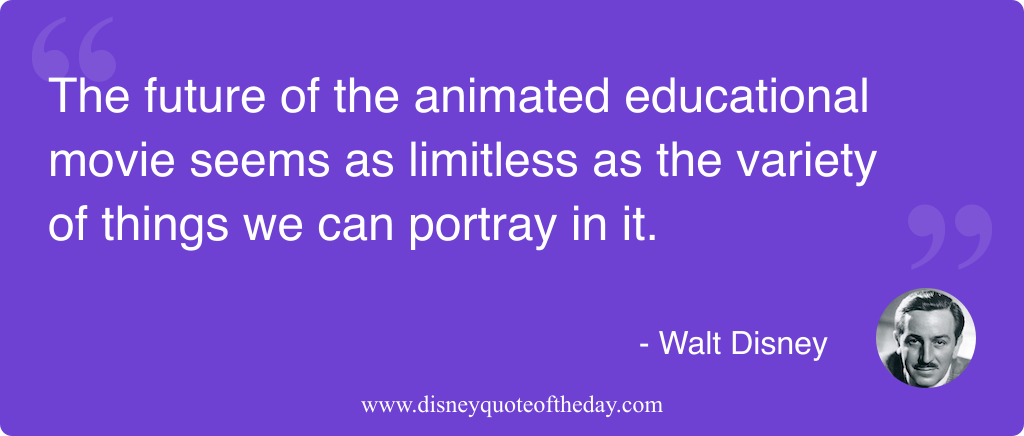 The future of the animated educational
movie seems as limitless as the variety
of things we can portray in it.
- Walt Disney
www.disneyquoteoftheday.com